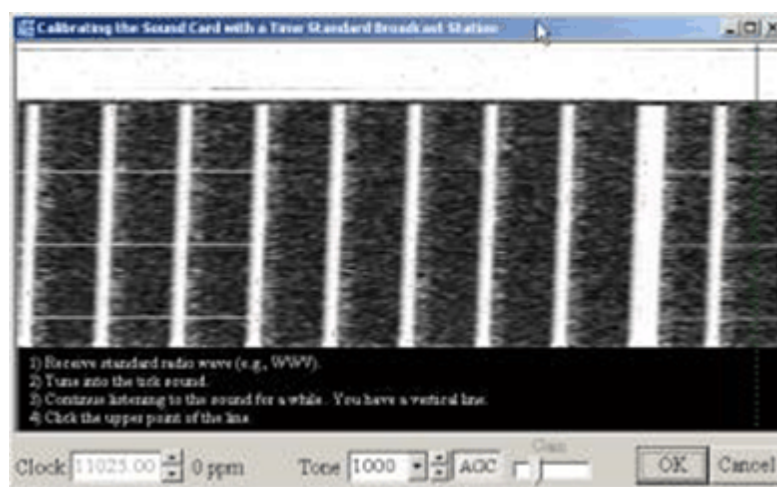 Calibrating the Sound Card with a Time Standard Broadcast Station
1) Receive standard radio wave (e.g., WWV).
2) Tune into the tick sound.
3) Continue listening to the sound for a while. You have a vertical line.
4) Click the upper point of the line.
Clock 11025.00 0 ppm Tone 1000 AGC Gain OK Cancel